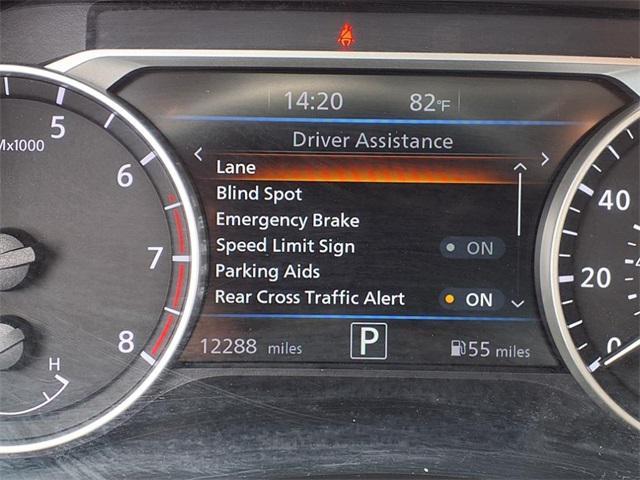 14:20 82°F
Driver Assistance
Lane
Blind Spot
Emergency Brake
Speed Limit Sign ON
Parking Aids
Rear Cross Traffic Alert ON
12288 miles P 55 miles
Mx1000
5
6
7
8
H
40
20
0